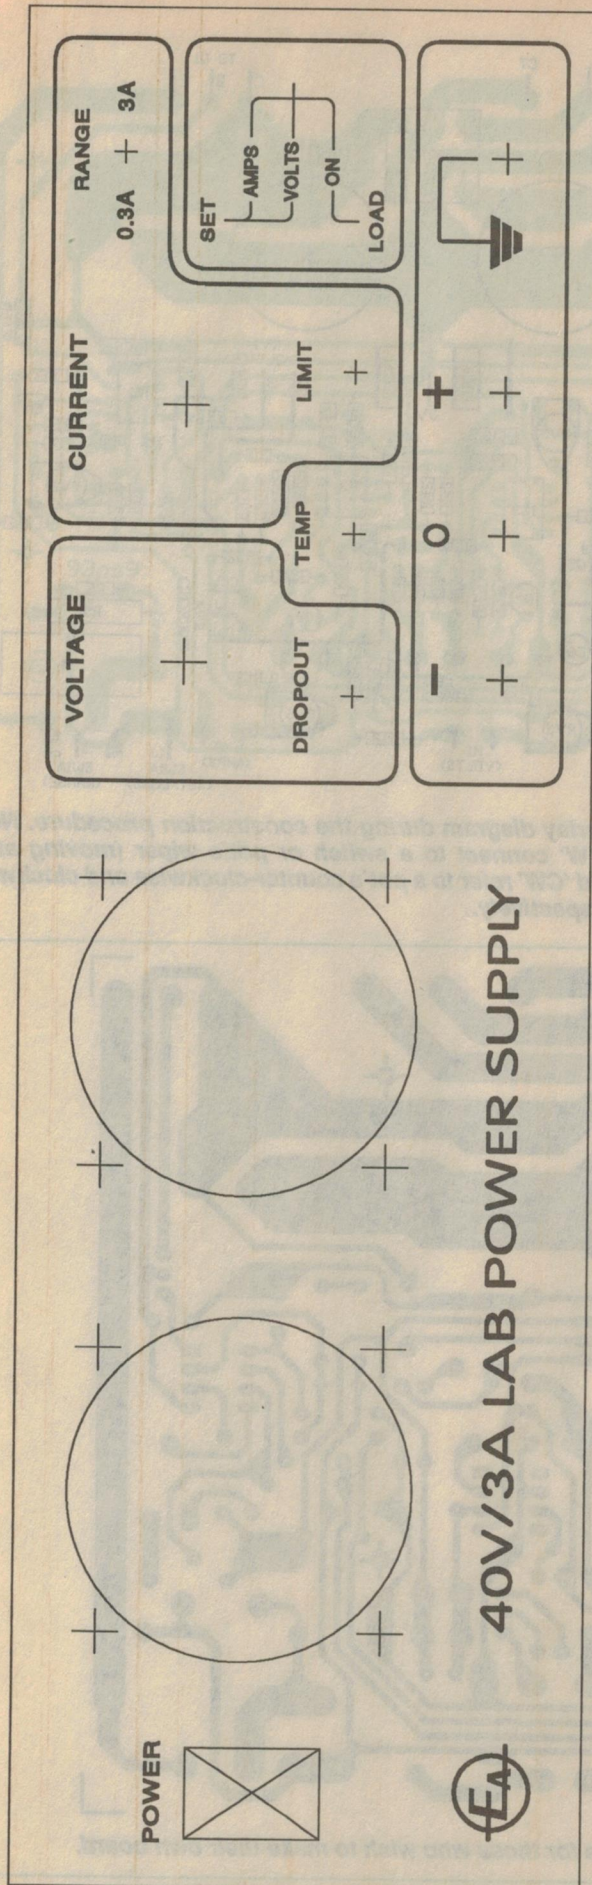 POWER
EA
40V/3A LAB POWER SUPPLY
VOLTAGE
DROPOUT
TEMP
CURRENT
LIMIT
RANGE
0.3A + 3A
SET
AMPS
VOLTS
ON
LOAD
- O +